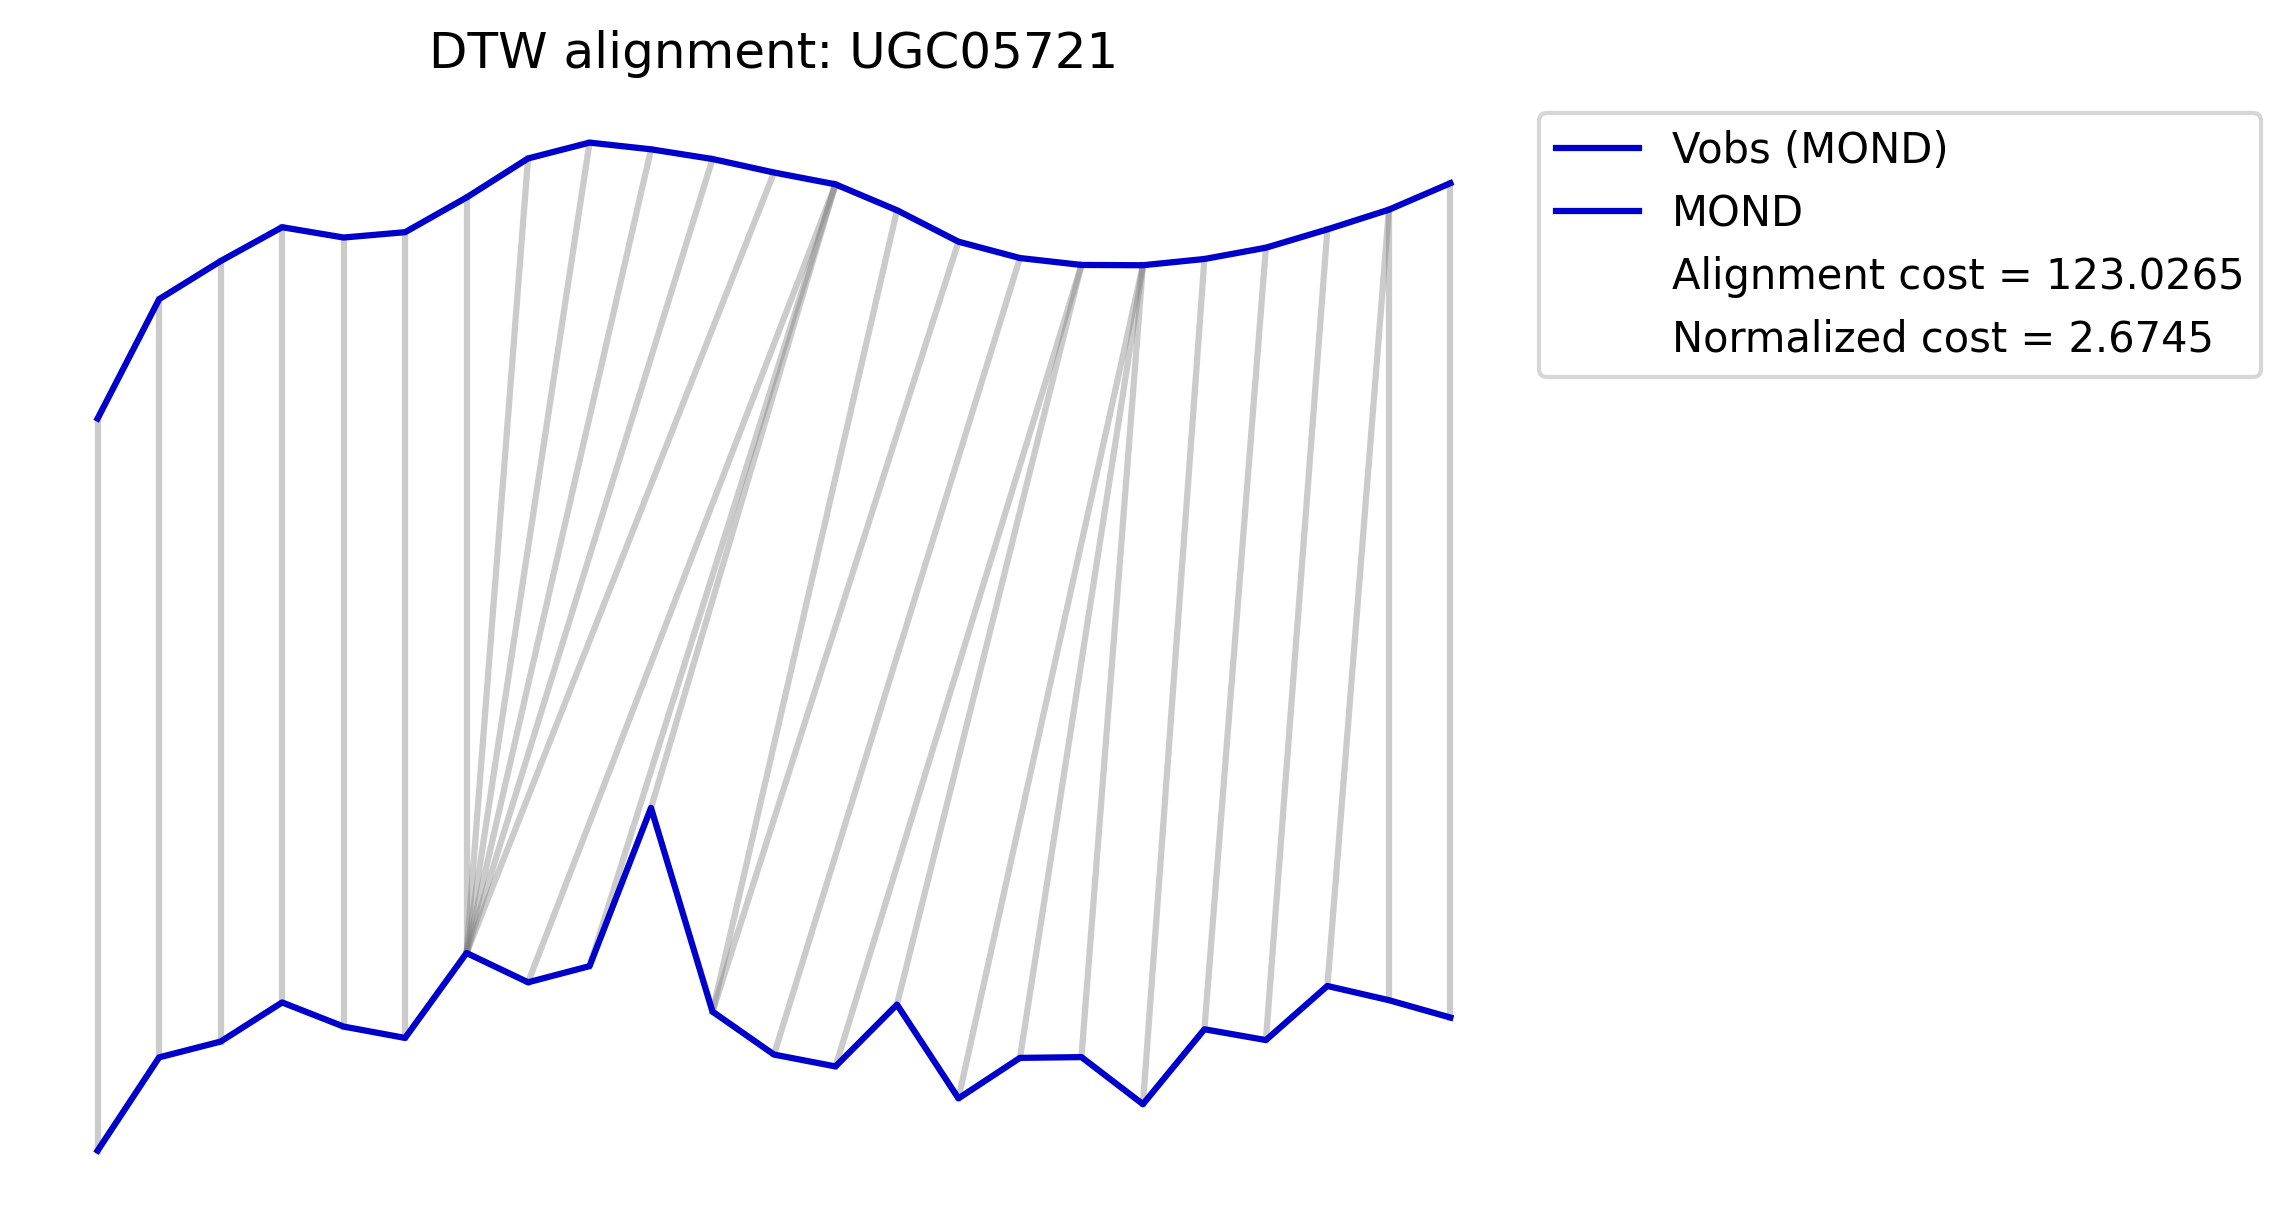 DTW alignment: UGC05721
Vobs (MOND)
MOND
Alignment cost = 123.0265
Normalized cost = 2.6745